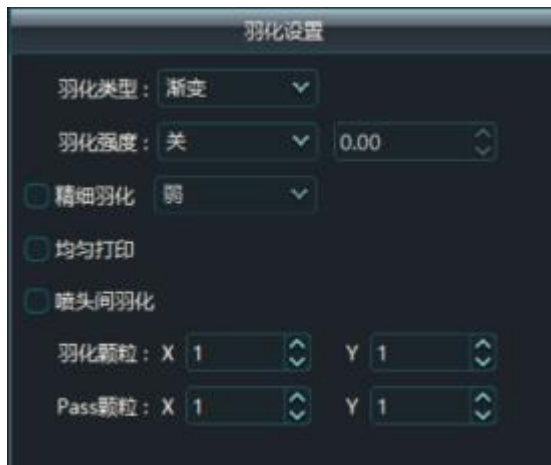 羽化设置
羽化类型： 渐变
羽化强度： 关 0.00
精细羽化 弱
均匀打印
喷头间羽化
羽化颗粒： X 1 Y 1
Pass颗粒： X 1 Y 1